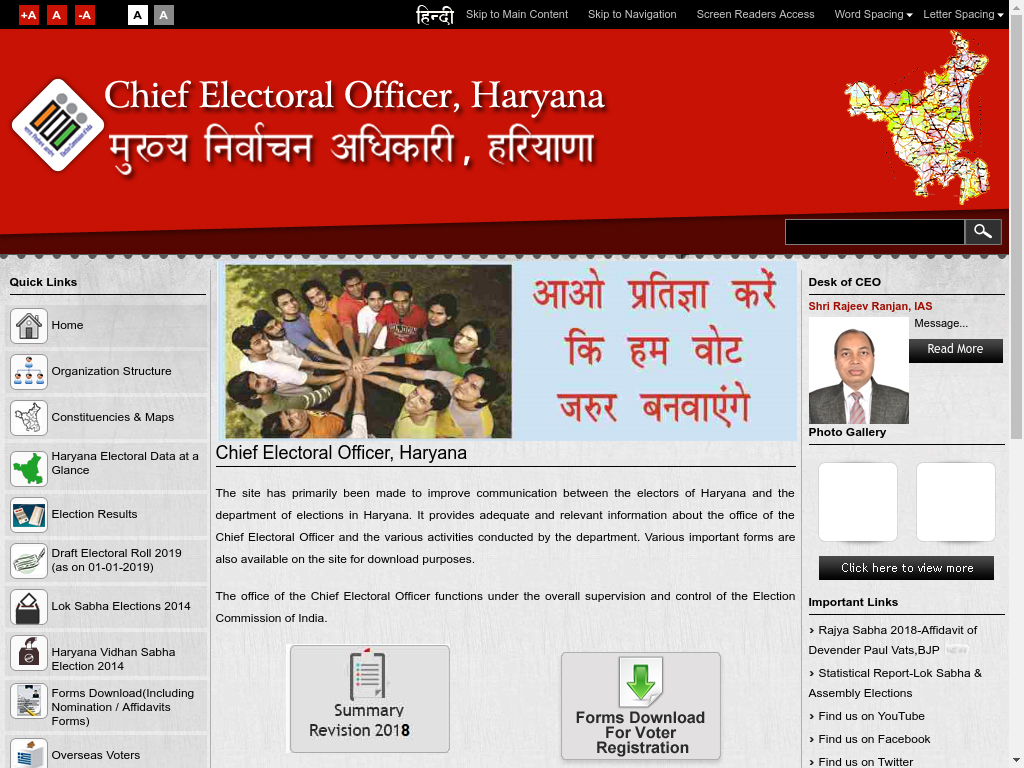 +A A -A A A
हिन्दी Skip to Main Content Skip to Navigation Screen Readers Access Word Spacing Letter Spacing
Chief Electoral Officer, Haryana
मुख्य निर्वाचन अधिकारी , हरियाणा
Quick Links
Home
Organization Structure
Constituencies & Maps
Haryana Electoral Data at a
Glance
Election Results
Draft Electoral Roll 2019
(as on 01-01-2019)
Lok Sabha Elections 2014
Haryana Vidhan Sabha
Election 2014
Forms Download(Including
Nomination / Affidavits
Forms)
Overseas Voters
आओ प्रतिज्ञा करें
कि हम वोट
जरुर बनवाएंगे
Chief Electoral Officer, Haryana
The site has primarily been made to improve communication between the electors of Haryana and the
department of elections in Haryana. It provides adequate and relevant information about the office of the
Chief Electoral Officer and the various activities conducted by the department. Various important forms are
also available on the site for download purposes.
The office of the Chief Electoral Officer functions under the overall supervision and control of the Election
Commission of India.
Summary
Revision 2018
Forms Download
For Voter
Registration
Desk of CEO
Shri Rajeev Ranjan, IAS
Message...
Read More
Photo Gallery
Click here to view more
Important Links
Rajya Sabha 2018-Affidavit of
Devender Paul Vats,BJP
Statistical Report-Lok Sabha &
Assembly Elections
Find us on YouTube
Find us on Facebook
Find us on Twitter